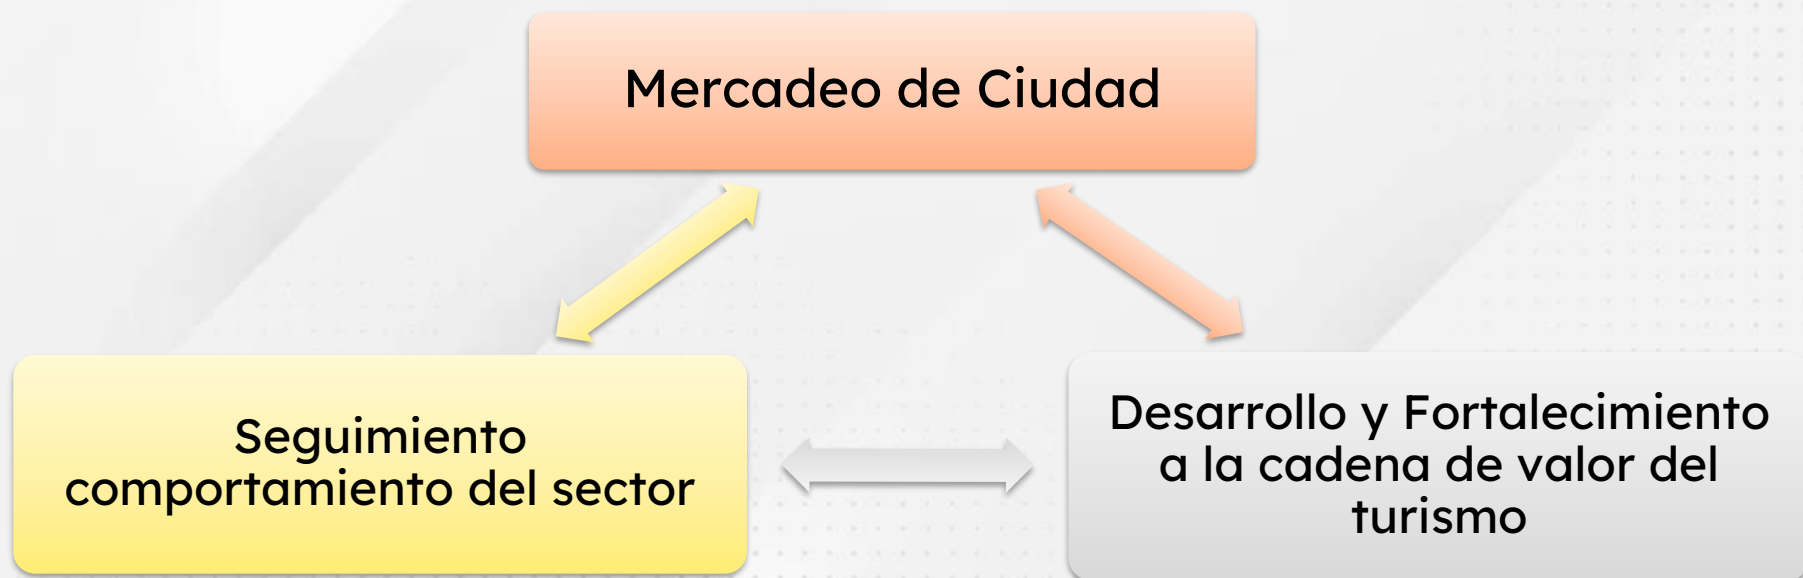 Mercadeo de Ciudad
Seguimiento
comportamiento del sector
Desarrollo y Fortalecimiento
a la cadena de valor del
turismo